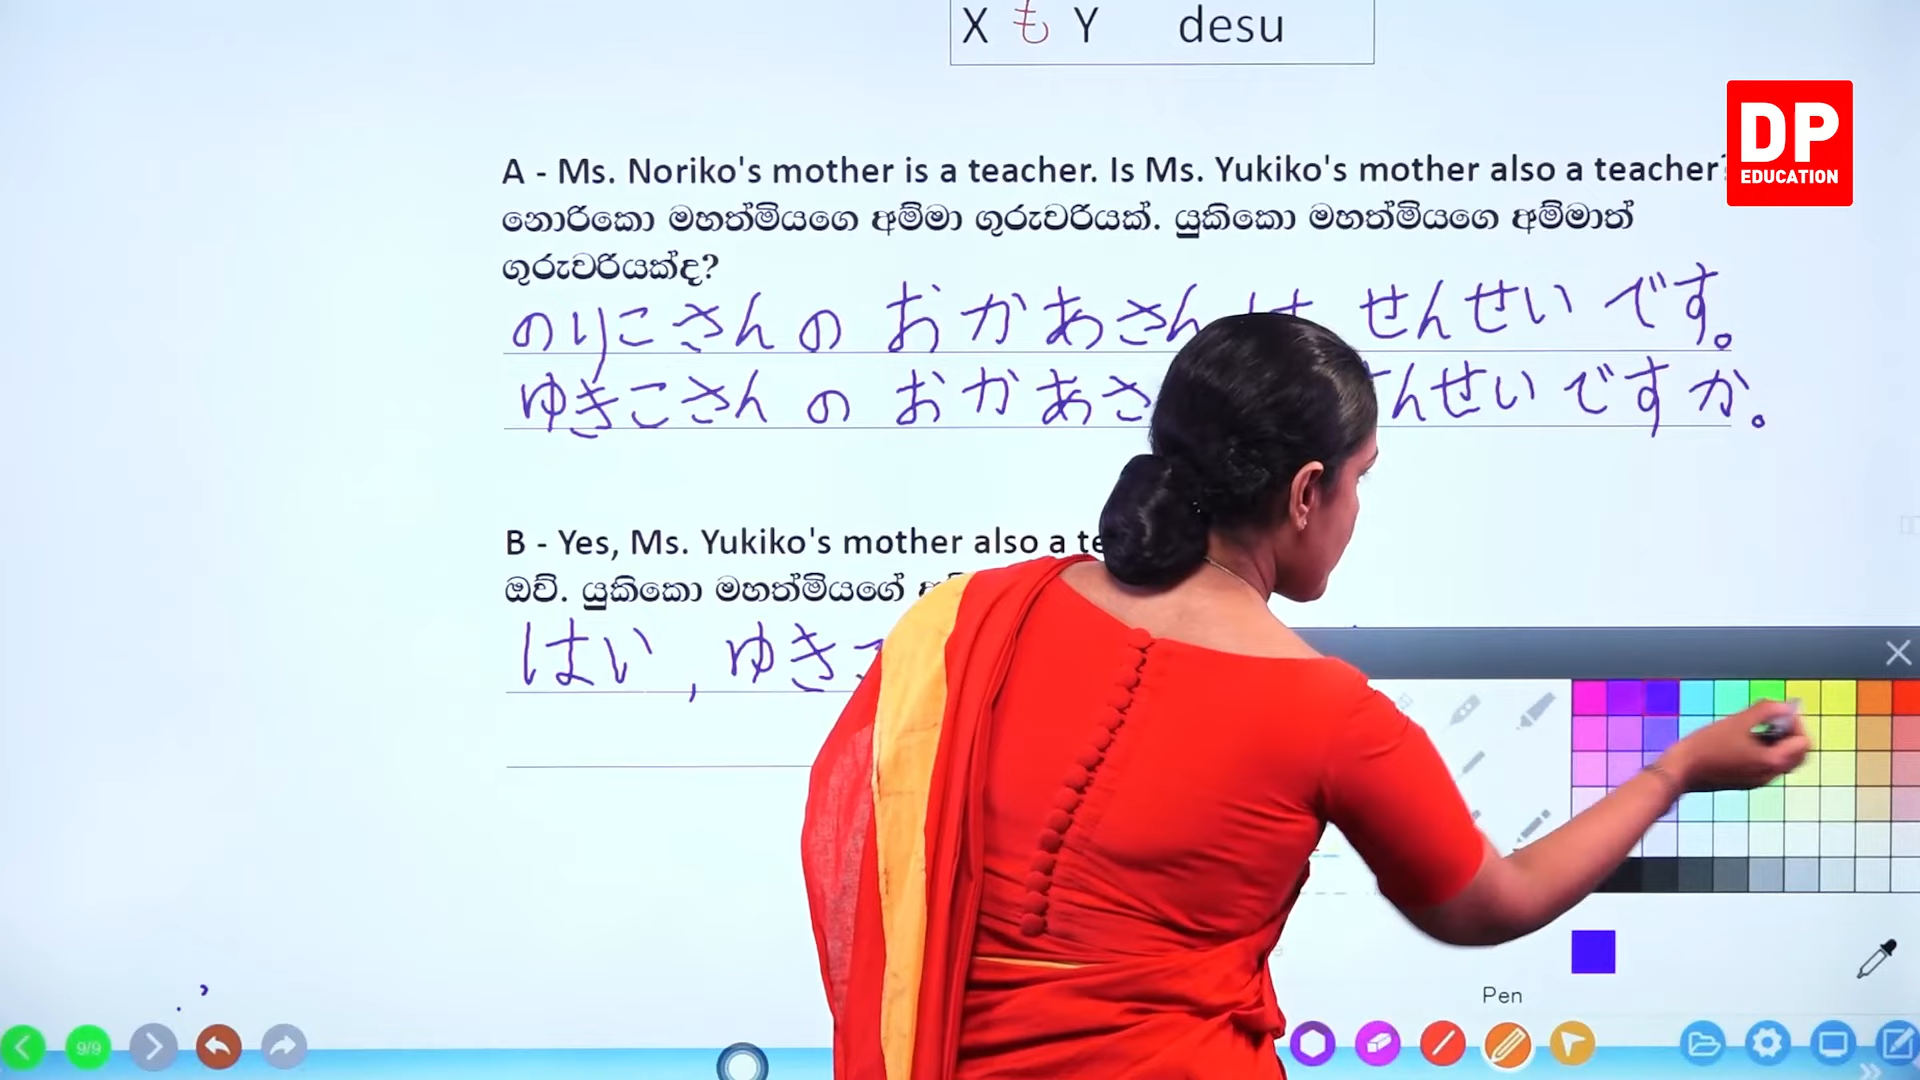 X も Y desu
DP
EDUCATION
A - Ms. Noriko's mother is a teacher. Is Ms. Yukiko's mother also a teacher?
නොරිකො මහත්මියගෙ අම්මා ගුරුවරියක්. යුකිකො මහත්මියගෙ අම්මාත්
ගුරුවරියක්ද?
のりこさんの おかあさん は せんせい です。
ゆきこさん の おかあさ んせい ですか。
B - Yes, Ms. Yukiko's mother also a
ඔව්. යුකිකො මහත්මියගේ
はい, ゆきこ
Pen
9/9